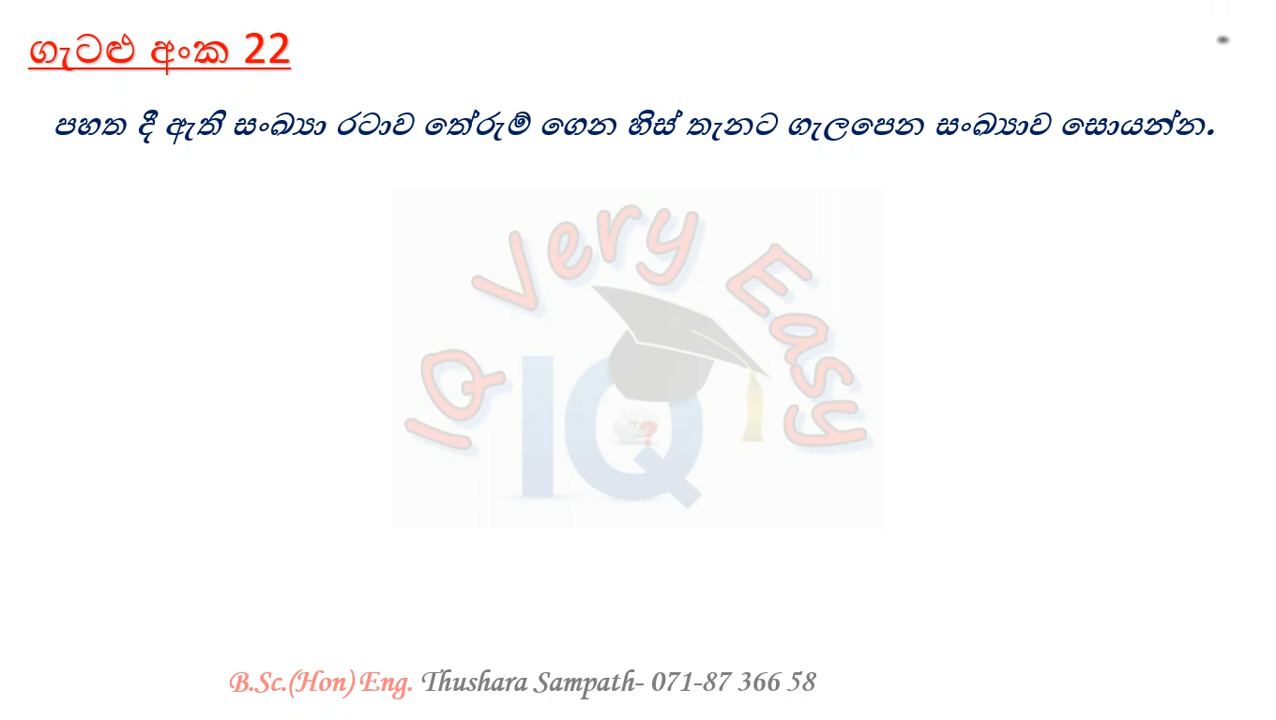 ගැටළු අංක 22
පහත දී ඇති සංඛ්‍යා රටාව තේරුම් ගෙන හිස් තැනට ගැලපෙන සංඛ්‍යාව සොයන්න.
IQ Very Easy
IQ
B.Sc.(Hon) Eng. Thushara Sampath- 071-87 366 58